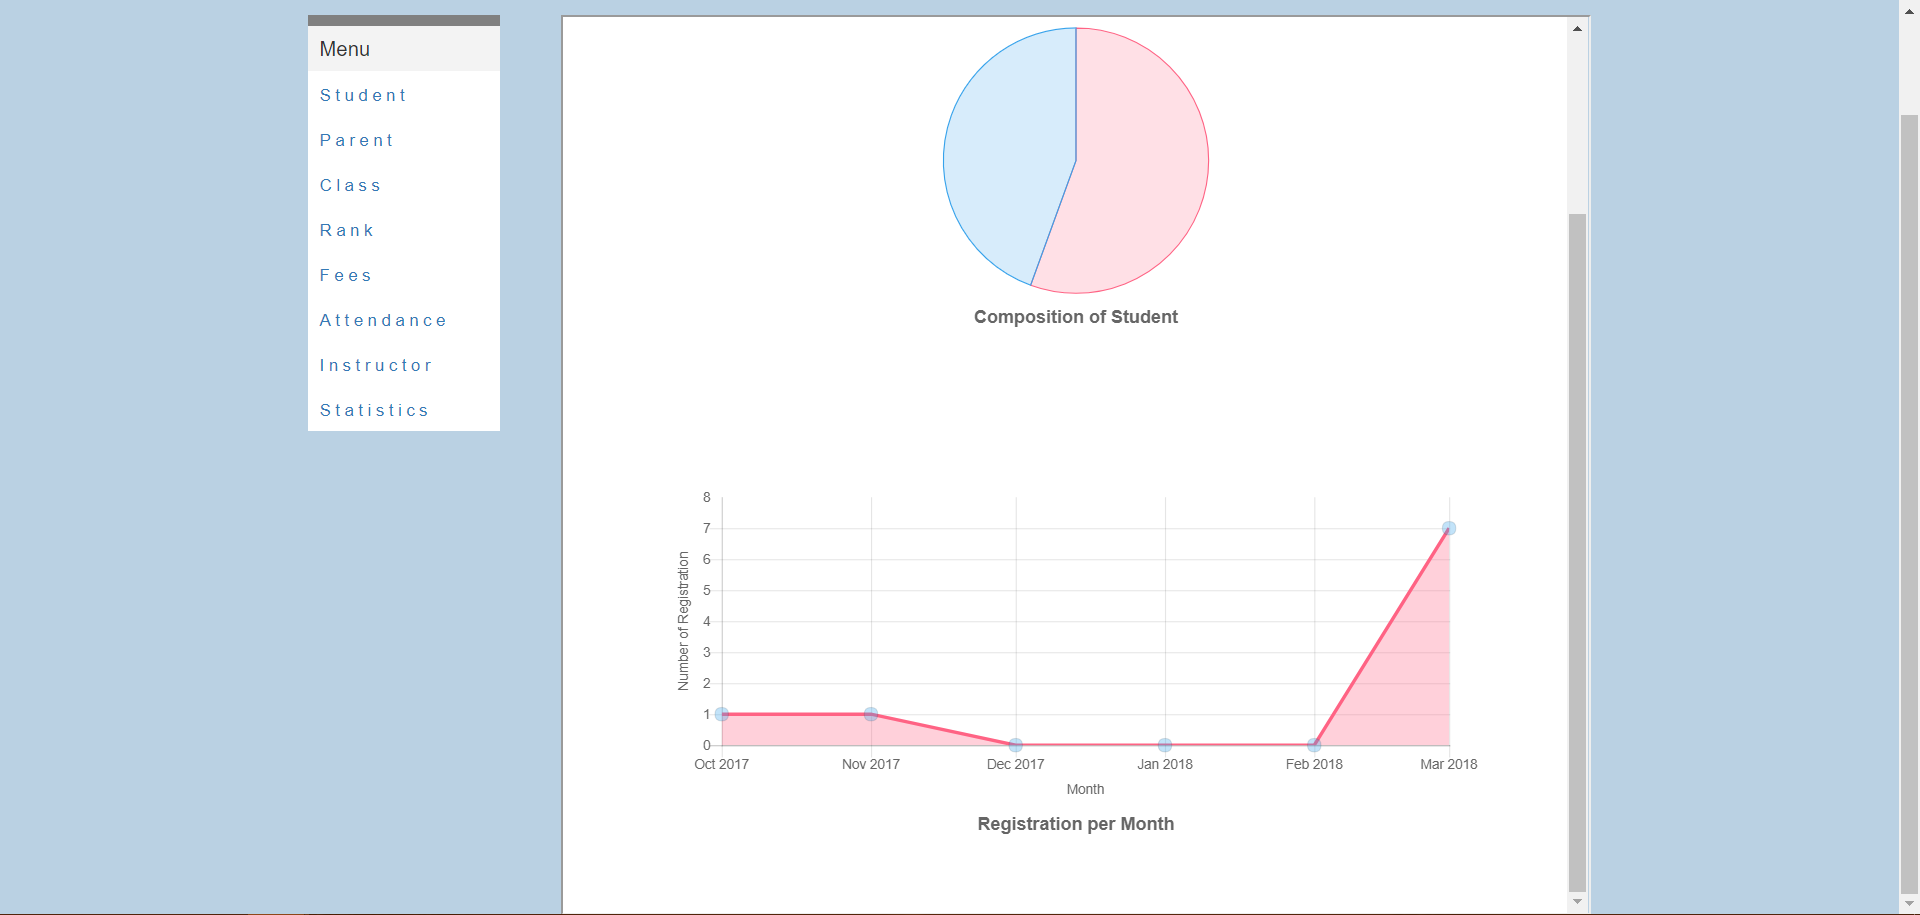 Menu
Student
Parent
Class
Rank
Fees
Attendance
Instructor
Statistics
Composition of Student
8
7
6
5
4
3
2
1
0
Number of Registration
Oct 2017 Nov 2017 Dec 2017 Jan 2018 Feb 2018 Mar 2018
Month
Registration per Month